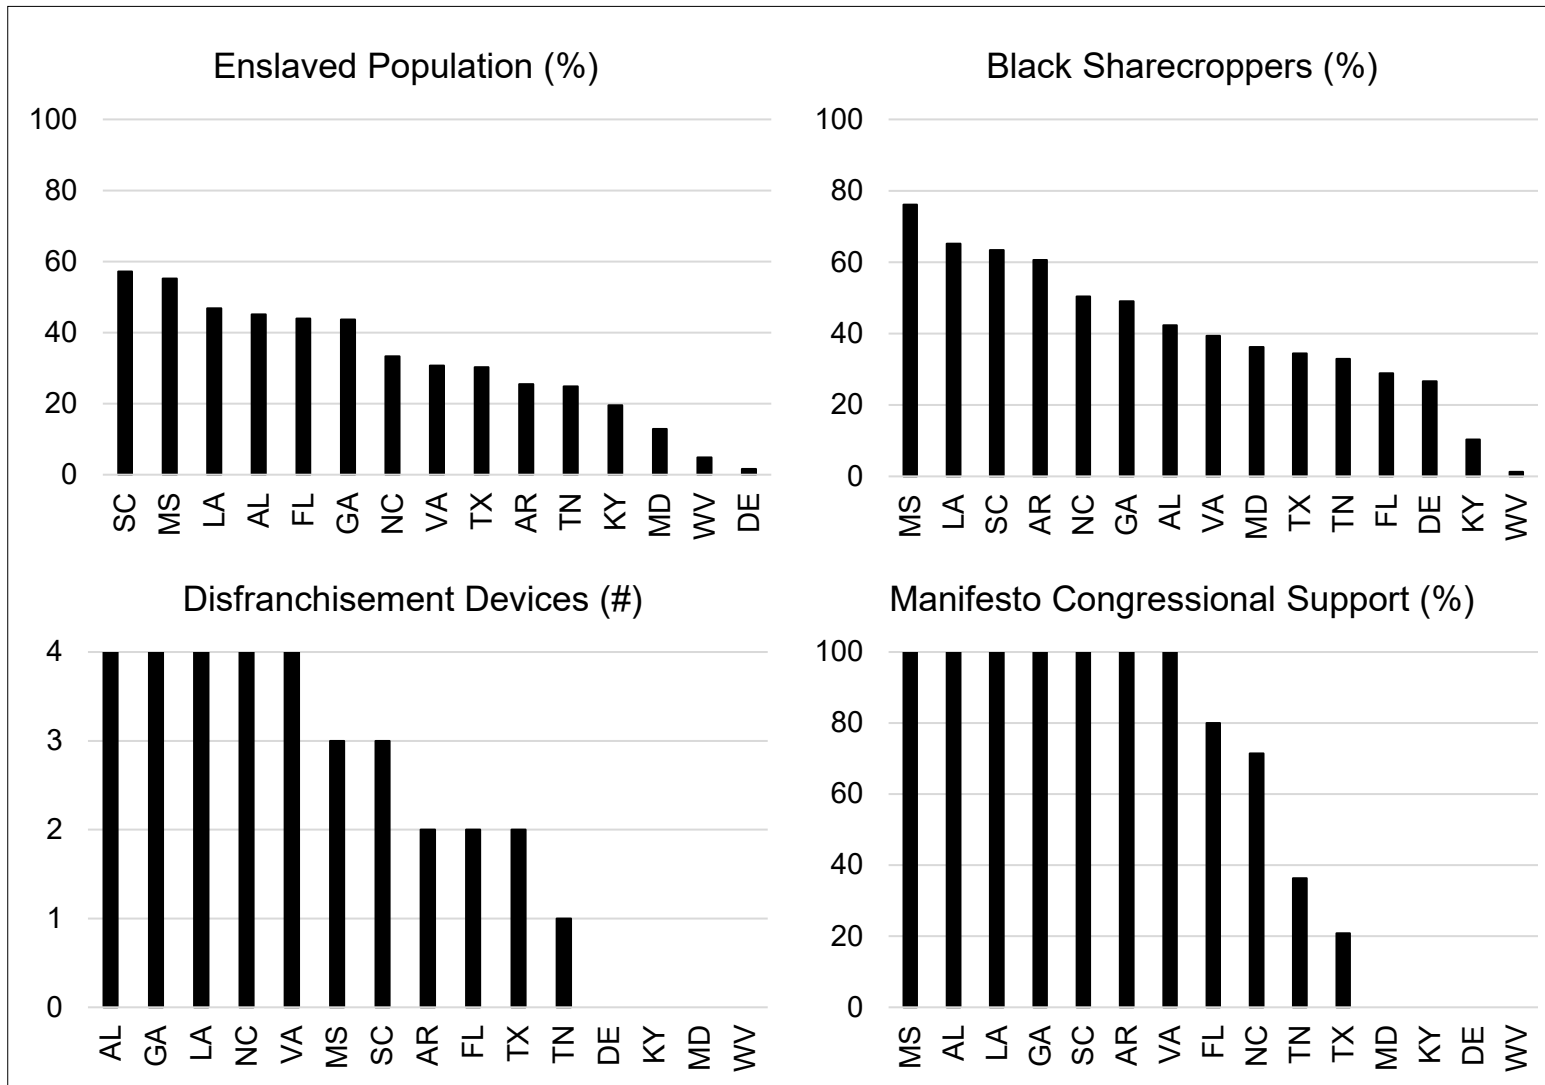 Enslaved Population (%)
100
80
60
40
20
0
SC MS LA AL FL GA NC VA TX AR TN KY MD WV DE
Black Sharecroppers (%)
100
80
60
40
20
0
MS LA SC AR NC GA AL VA MD TX TN FL DE KY WV
Disfranchisement Devices (#)
4
3
2
1
0
AL GA LA NC VA MS SC AR FL TX TN DE KY MD WV
Manifesto Congressional Support (%)
100
80
60
40
20
0
MS AL LA GA SC AR VA FL NC TN TX MD KY DE WV